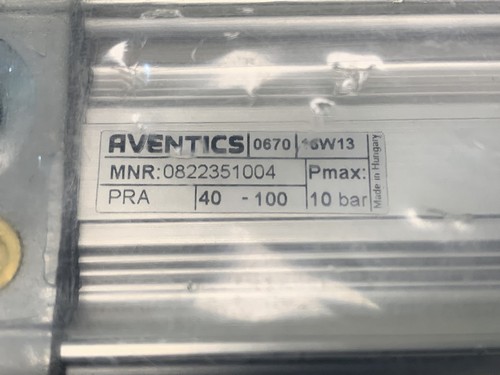 AVENTICS 0670 16W13
MNR:0822351004 Pmax:
PRA 40 - 100 10 bar
Made in Hungary